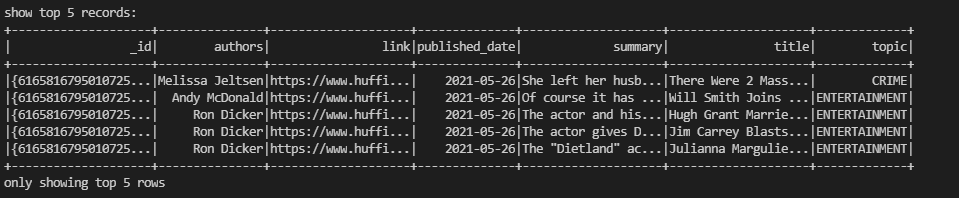 show top 5 records:
+--------------------+---------------+--------------------+--------------+--------------------+--------------------+-------------+
|                 _id|        authors|                link|published_date|             summary|               title|        topic|
+--------------------+---------------+--------------------+--------------+--------------------+--------------------+-------------+
|{6165816795010725...|Melissa Jeltsen|https://www.huffi...|    2021-05-26|She left her husb...|There Were 2 Mass...|        CRIME|
|{6165816795010725...|  Andy McDonald|https://www.huffi...|    2021-05-26|Of course it has ...|Will Smith Joins ...|ENTERTAINMENT|
|{6165816795010725...|     Ron Dicker|https://www.huffi...|    2021-05-26|The actor and his...|Hugh Grant Marrie...|ENTERTAINMENT|
|{6165816795010725...|     Ron Dicker|https://www.huffi...|    2021-05-26|The actor gives D...|Jim Carrey Blasts...|ENTERTAINMENT|
|{6165816795010725...|     Ron Dicker|https://www.huffi...|    2021-05-26|The "Dietland" ac...|Julianna Margulie...|ENTERTAINMENT|
+--------------------+---------------+--------------------+--------------+--------------------+--------------------+-------------+
only showing top 5 rows